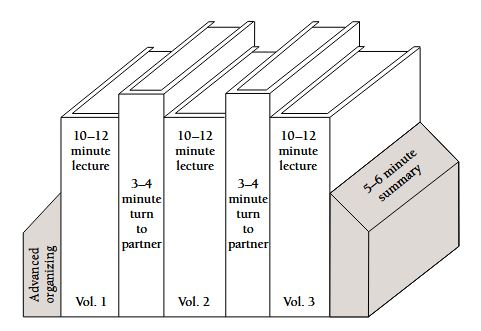 Advanced
organizing
10–12
minute
lecture
Vol. 1
3–4
minute
turn
to
partner
10–12
minute
lecture
Vol. 2
3–4
minute
turn
to
partner
10–12
minute
lecture
Vol. 3
5–6 minute
summary